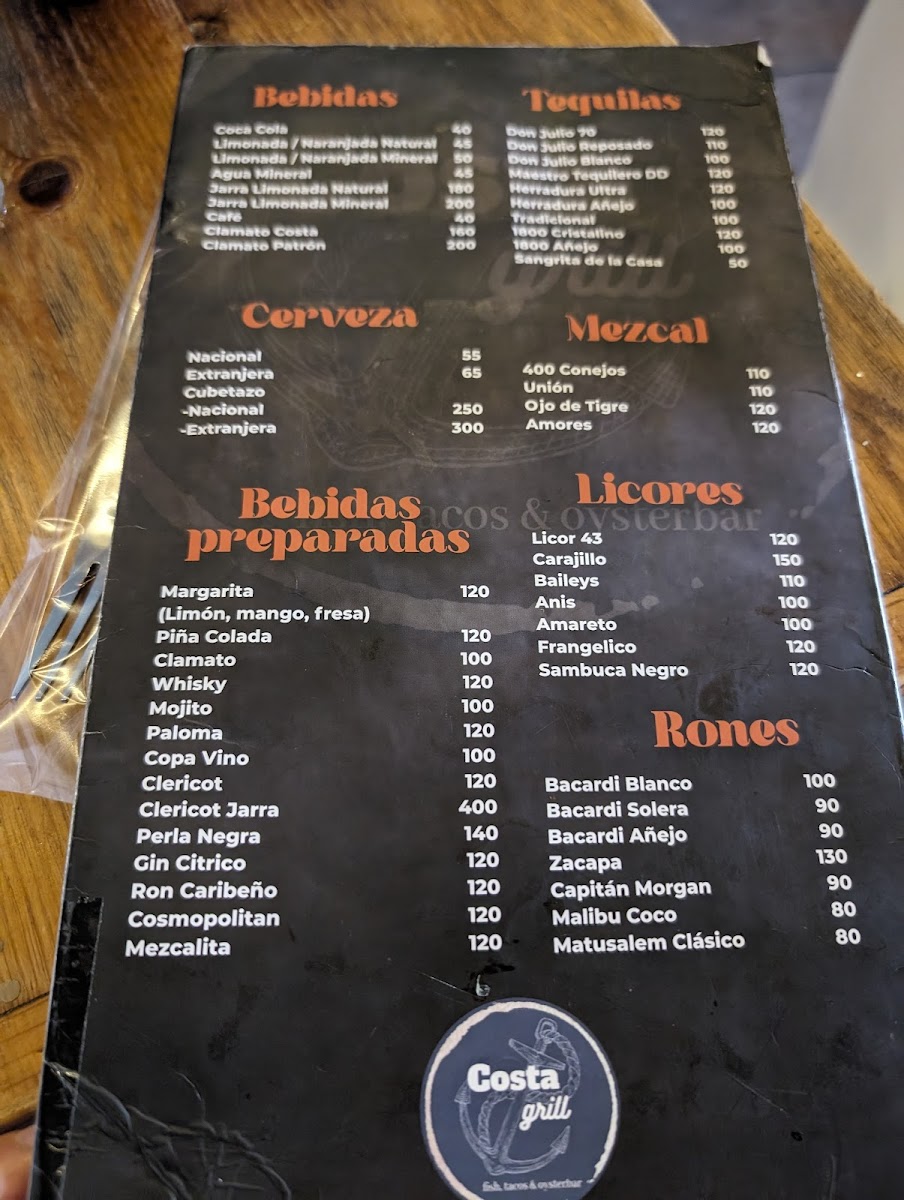 Bebidas
Coca Cola 40
Limonada / Naranjada Natural 45
Limonada / Naranjada Mineral 50
Agua Mineral 45
Jarra Limonada Natural 180
Jarra Limonada Mineral 200
Café 40
Clamato Costa 160
Clamato Patrón 200
Cerveza
Nacional 55
Extranjera 65
Cubetazo
-Nacional 250
-Extranjera 300
Bebidas
preparadas
Margarita 120
(Limón, mango, fresa)
Piña Colada 120
Clamato 100
Whisky 120
Mojito 100
Paloma 120
Copa Vino 100
Clericot 120
Clericot Jarra 400
Perla Negra 140
Gin Citrico 120
Ron Caribeño 120
Cosmopolitan 120
Mezcalita 120
Tequilas
Don Julio 70 120
Don Julio Reposado 110
Don Julio Blanco 100
Maestro Tequilero DD 120
Herradura Ultra 120
Herradura Añejo 100
Tradicional 100
1800 Cristalino 120
1800 Añejo 100
Sangrita de la Casa 50
grill
Mezcal
400 Conejos 110
Unión 110
Ojo de Tigre 120
Amores 120
Licores
tacos & oysterbar
Licor 43 120
Carajillo 150
Baileys 110
Anis 100
Amareto 100
Frangelico 120
Sambuca Negro 120
Rones
Bacardi Blanco 100
Bacardi Solera 90
Bacardi Añejo 90
Zacapa 130
Capitán Morgan 90
Malibu Coco 80
Matusalem Clásico 80
Costa
grill
fish, tacos & oysterbar